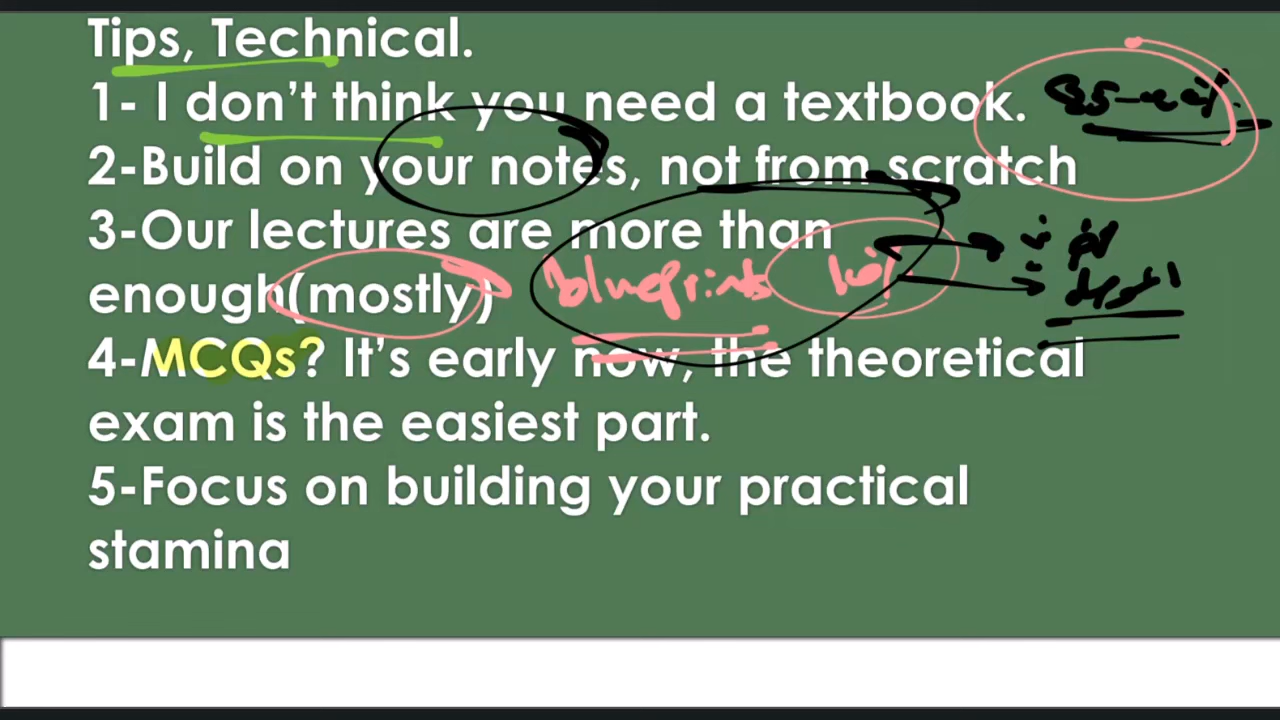 Tips, Technical.
1- I don't think you need a textbook.
2-Build on your notes, not from scratch
3-Our lectures are more than
enough(mostly)
blueprints
4-MCQs? It's early now, the theoretical
exam is the easiest part.
5-Focus on building your practical
stamina